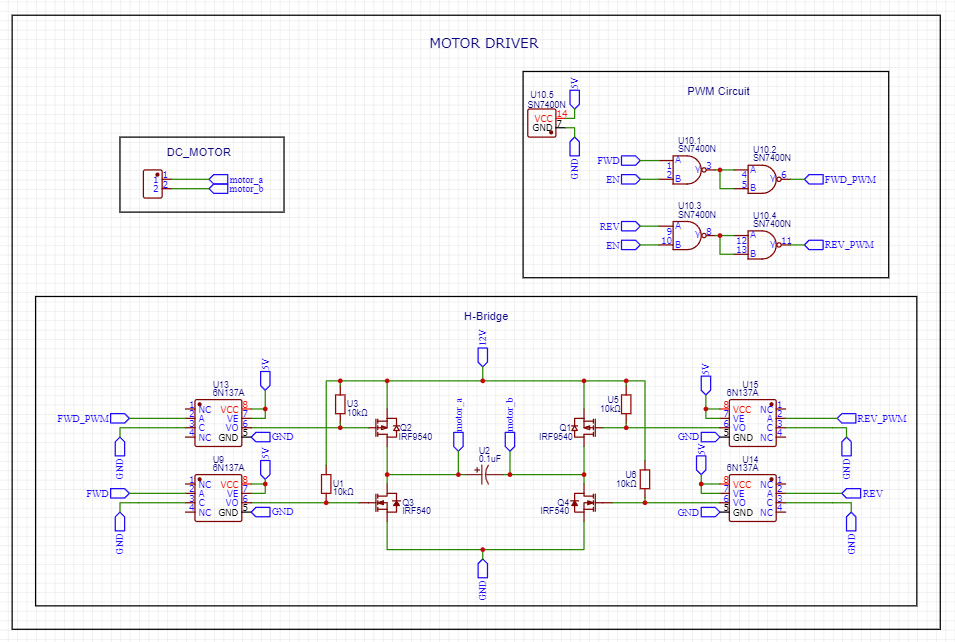 MOTOR DRIVER
DC_MOTOR
1 1 motor_a
2 2 motor_b
PWM Circuit
U10.5
SN7400N
VCC 14 5V
GND 7 GND
U10.1
SN7400N
FWD 1 A Y 3
EN 2 B
U10.2
SN7400N
4 A Y 6 FWD_PWM
5 B
U10.3
SN7400N
REV 9 A Y 8
EN 10 B
U10.4
SN7400N
12 A Y 11 REV_PWM
13 B
H-Bridge
12V
U13
6N137A
5V
1 NC VCC 8
FWD_PWM 2 A VE 7
3 C VO 6
4 NC GND 5 GND
GND
U9
6N137A
5V
1 NC VCC 8
FWD 2 A VE 7
3 C VO 6
4 NC GND 5 GND
GND
U3
10kΩ
Q2
IRF9540
U1
10kΩ
Q3
IRF540
motor_a
motor_b
U2
0.1uF
+
U5
10kΩ
Q1
IRF9540
U6
10kΩ
Q4
IRF540
GND
U15
6N137A
5V
8 VCC NC 1
7 VE A 2 REV_PWM
6 VO C 3
GND 5 GND NC 4
GND
U14
6N137A
5V
8 VCC NC 1
7 VE A 2 REV
6 VO C 3
GND 5 GND NC 4
GND